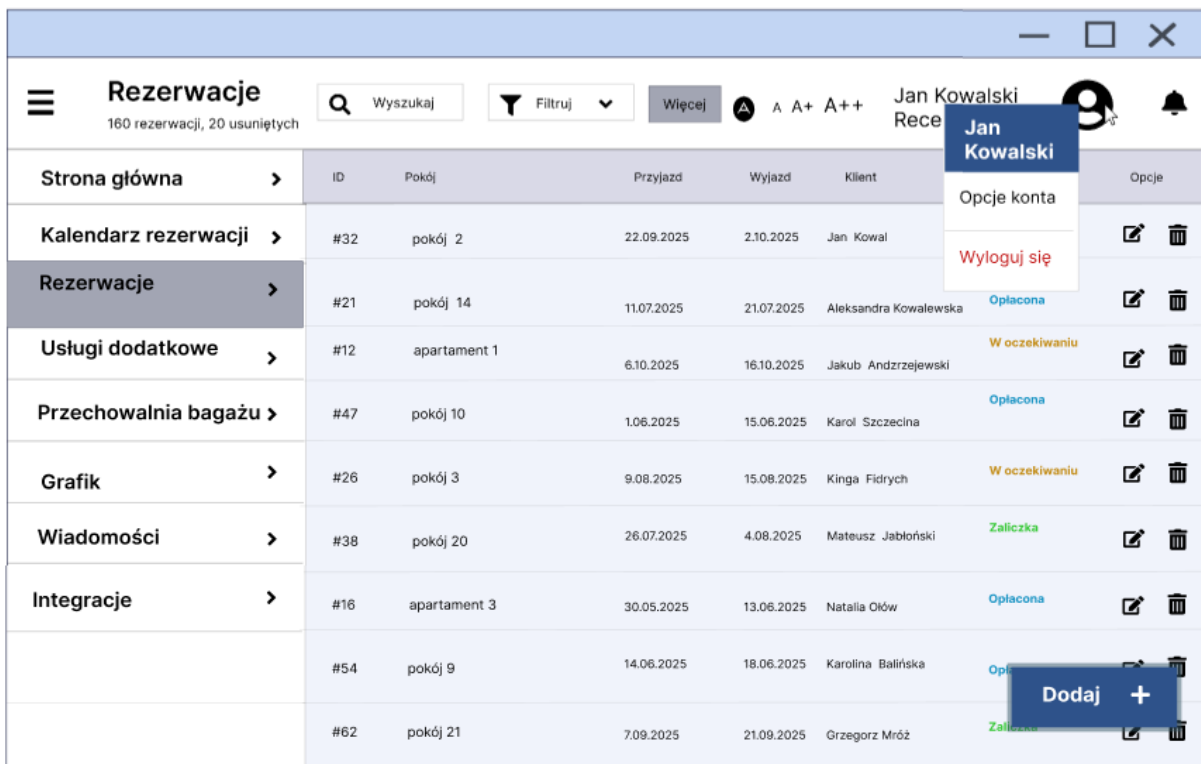 Rezerwacje
160 rezerwacji, 20 usuniętych
Wyszukaj
Filtruj
Więcej
A
A A+ A++
Jan Kowalski
Jan
Kowalski
Opcje konta
Wyloguj się
Strona główna
Kalendarz rezerwacji
Rezerwacje
Usługi dodatkowe
Przechowalnia bagażu
Grafik
Wiadomości
Integracje
ID Pokój Przyjazd Wyjazd Klient Opcje
#32 pokój 2 22.09.2025 2.10.2025 Jan Kowal
#21 pokój 14 11.07.2025 21.07.2025 Aleksandra Kowalewska Opłacona
#12 apartament 1 6.10.2025 16.10.2025 Jakub Andzrzejewski W oczekiwaniu
#47 pokój 10 1.06.2025 15.06.2025 Karol Szczecina Opłacona
#26 pokój 3 9.08.2025 15.08.2025 Kinga Fidrych W oczekiwaniu
#38 pokój 20 26.07.2025 4.08.2025 Mateusz Jabłoński Zaliczka
#16 apartament 3 30.05.2025 13.06.2025 Natalia Ołów Opłacona
#54 pokój 9 14.06.2025 18.06.2025 Karolina Balińska
#62 pokój 21 7.09.2025 21.09.2025 Grzegorz Mróż Zaliczka
Dodaj +